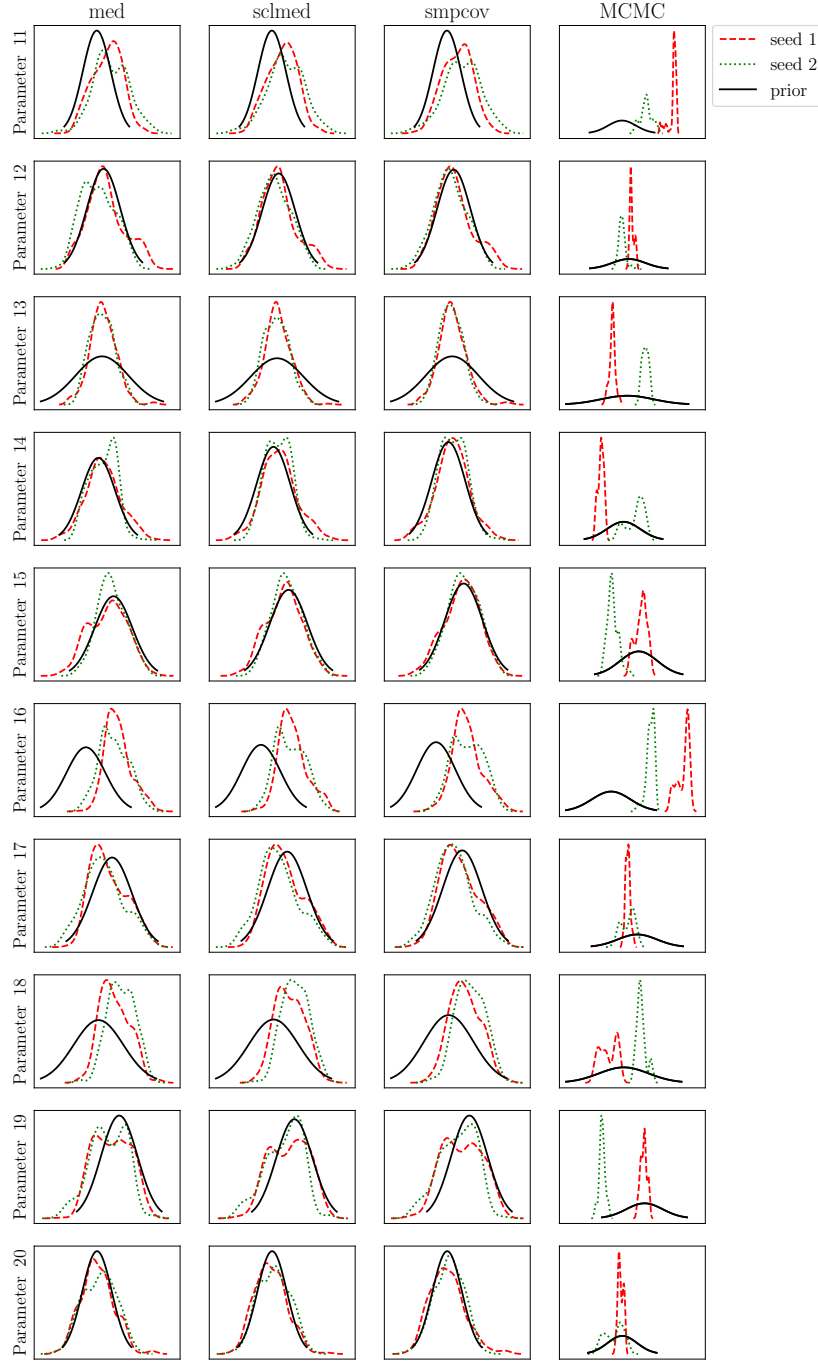 med sclmed smpcov MCMC
seed 1
seed 2
prior
Parameter 11
Parameter 12
Parameter 13
Parameter 14
Parameter 15
Parameter 16
Parameter 17
Parameter 18
Parameter 19
Parameter 20